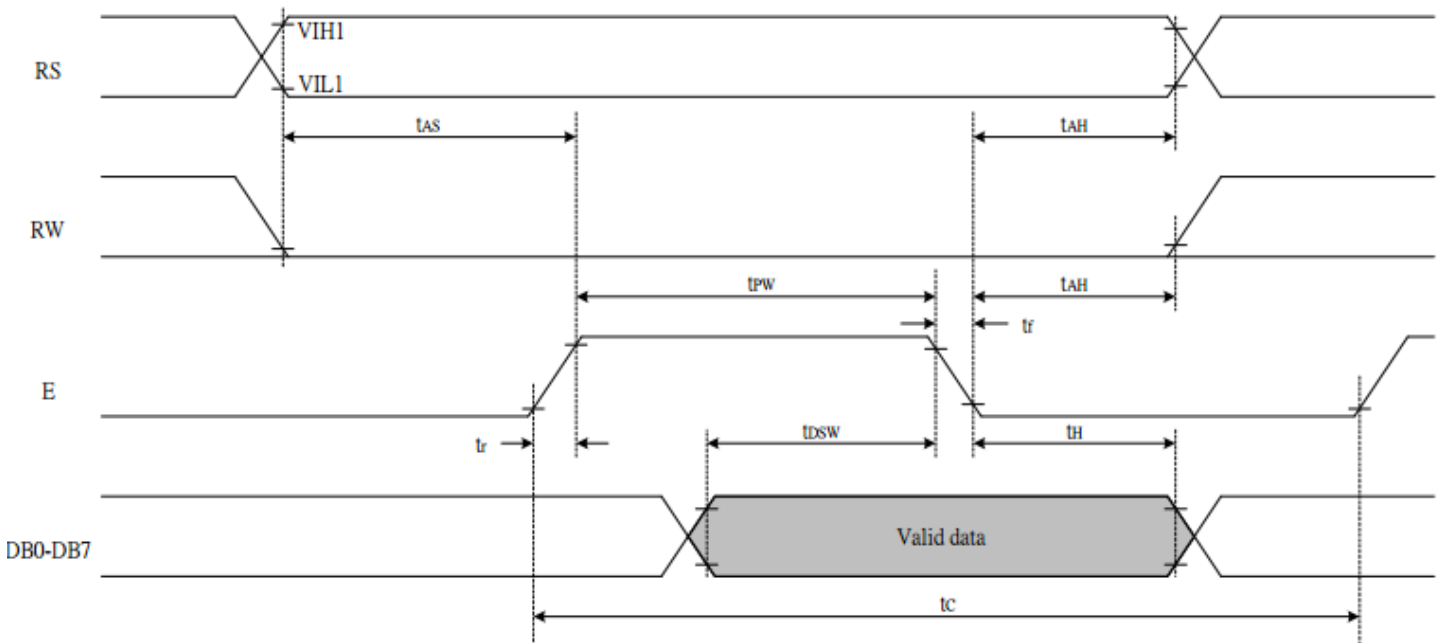 VIH1
RS
VIL1
tAS
tAH
RW
tPW
tAH
tf
E
tr
tDSW
tH
DB0-DB7
Valid data
tC